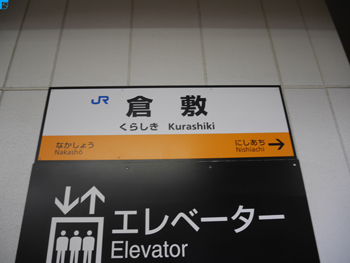 JR 倉敷
くらしき Kurashiki
なかしょう にしあち
Nakashō Nishiachi
エレベーター
Elevator